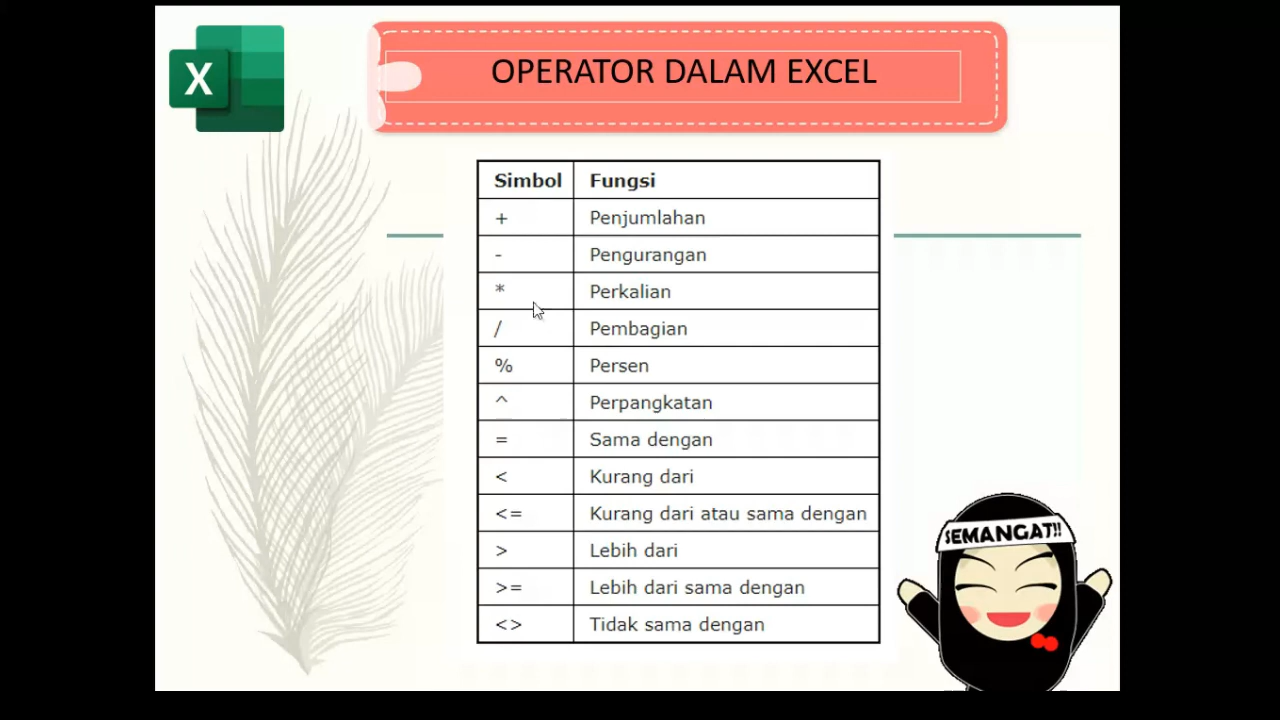 X
OPERATOR DALAM EXCEL
Simbol Fungsi
+ Penjumlahan
- Pengurangan
* Perkalian
/ Pembagian
% Persen
^ Perpangkatan
= Sama dengan
< Kurang dari
<= Kurang dari atau sama dengan
> Lebih dari
>= Lebih dari sama dengan
<> Tidak sama dengan
SEMANGAT!!